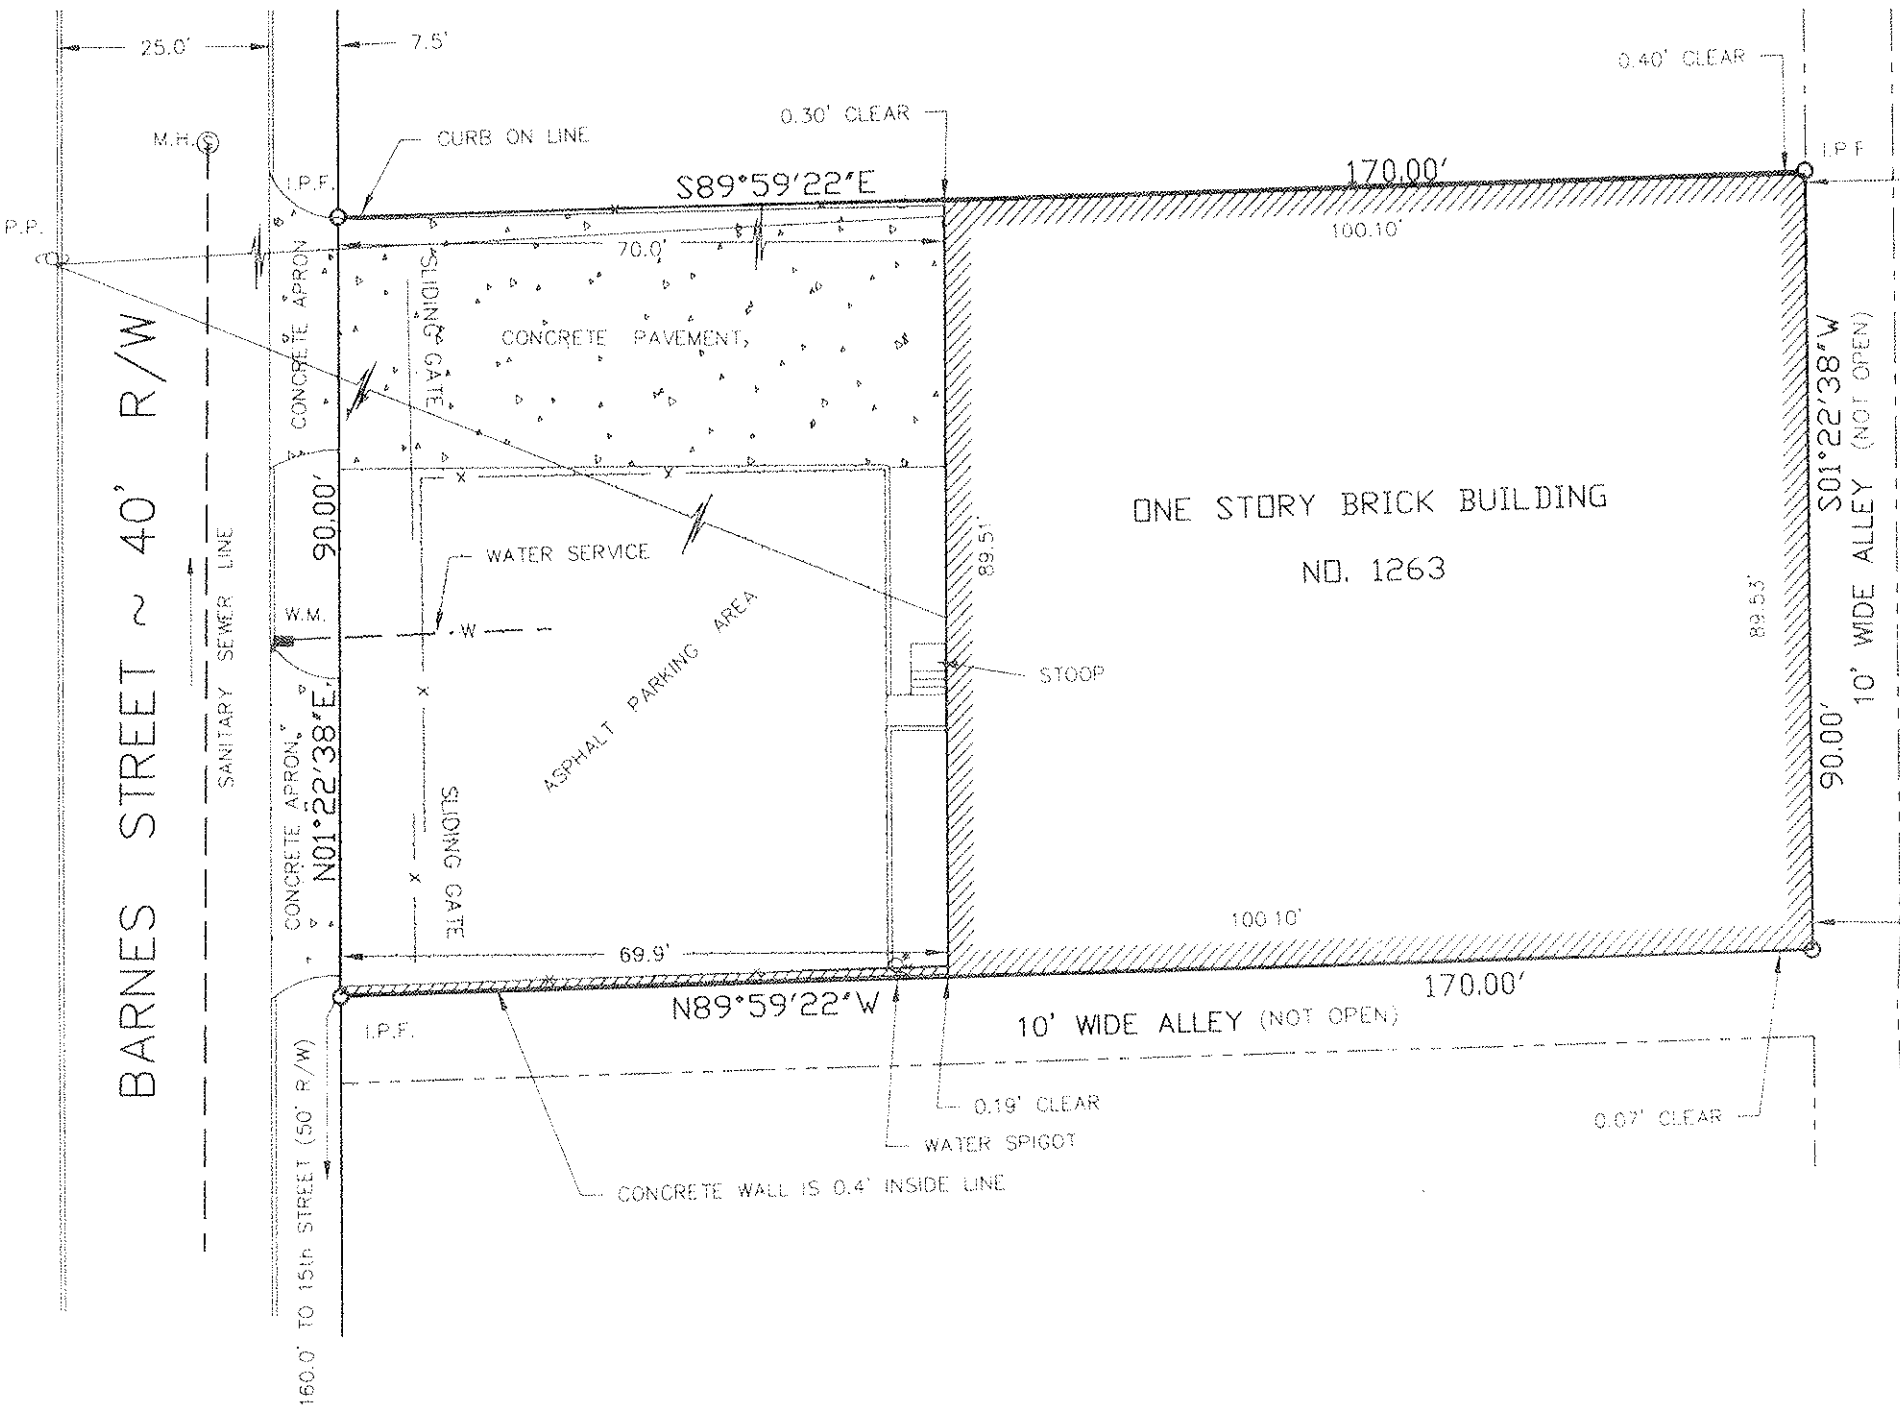 25.0'
7.5'
0.40' CLEAR
0.30' CLEAR
M.H. S
CURB ON LINE
I.P.F
I.P.F.
S89°59'22"E
170.00'
P.P.
70.0'
100.10'
CONCRETE APRON
SLIDING GATE
CONCRETE PAVEMENT
S01°22'38"W
10' WIDE ALLEY (NOT OPEN)
BARNES STREET ~ 40' R/W
SANITARY SEWER LINE
90.00'
N01°22'38"E
X
X
WATER SERVICE
89.51'
ONE STORY BRICK BUILDING
NO. 1263
89.53'
W.M.
W
ASPHALT PARKING AREA
STOOP
X
90.00'
CONCRETE APRON
SLIDING GATE
X
100.10'
69.9'
N89°59'22"W
170.00'
I.P.F.
10' WIDE ALLEY (NOT OPEN)
0.19' CLEAR
0.07' CLEAR
WATER SPIGOT
CONCRETE WALL IS 0.4' INSIDE LINE
160.0' TO 15th STREET (50' R/W)